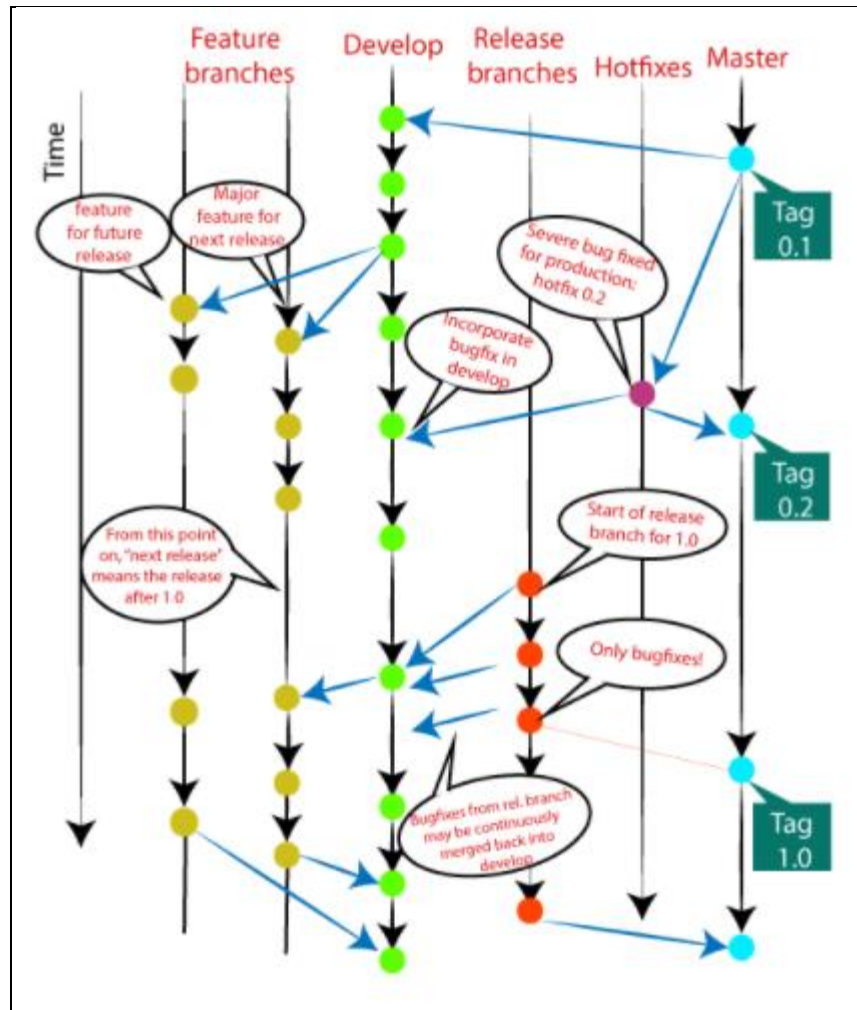 Feature
branches
Develop
Release
branches
Hotfixes
Master
Time
Tag
0.1
feature
for future
release
Major
feature for
next release
Severe bug fixed
for production:
hotfix 0.2
Incorporate
bugfix in
develop
Tag
0.2
Start of release
branch for 1.0
From this point
on, "next release'
means the release
after 1.0
Only bugfixes!
Bugfixes from rel. branch
may be continuously
merged back into
develop
Tag
1.0